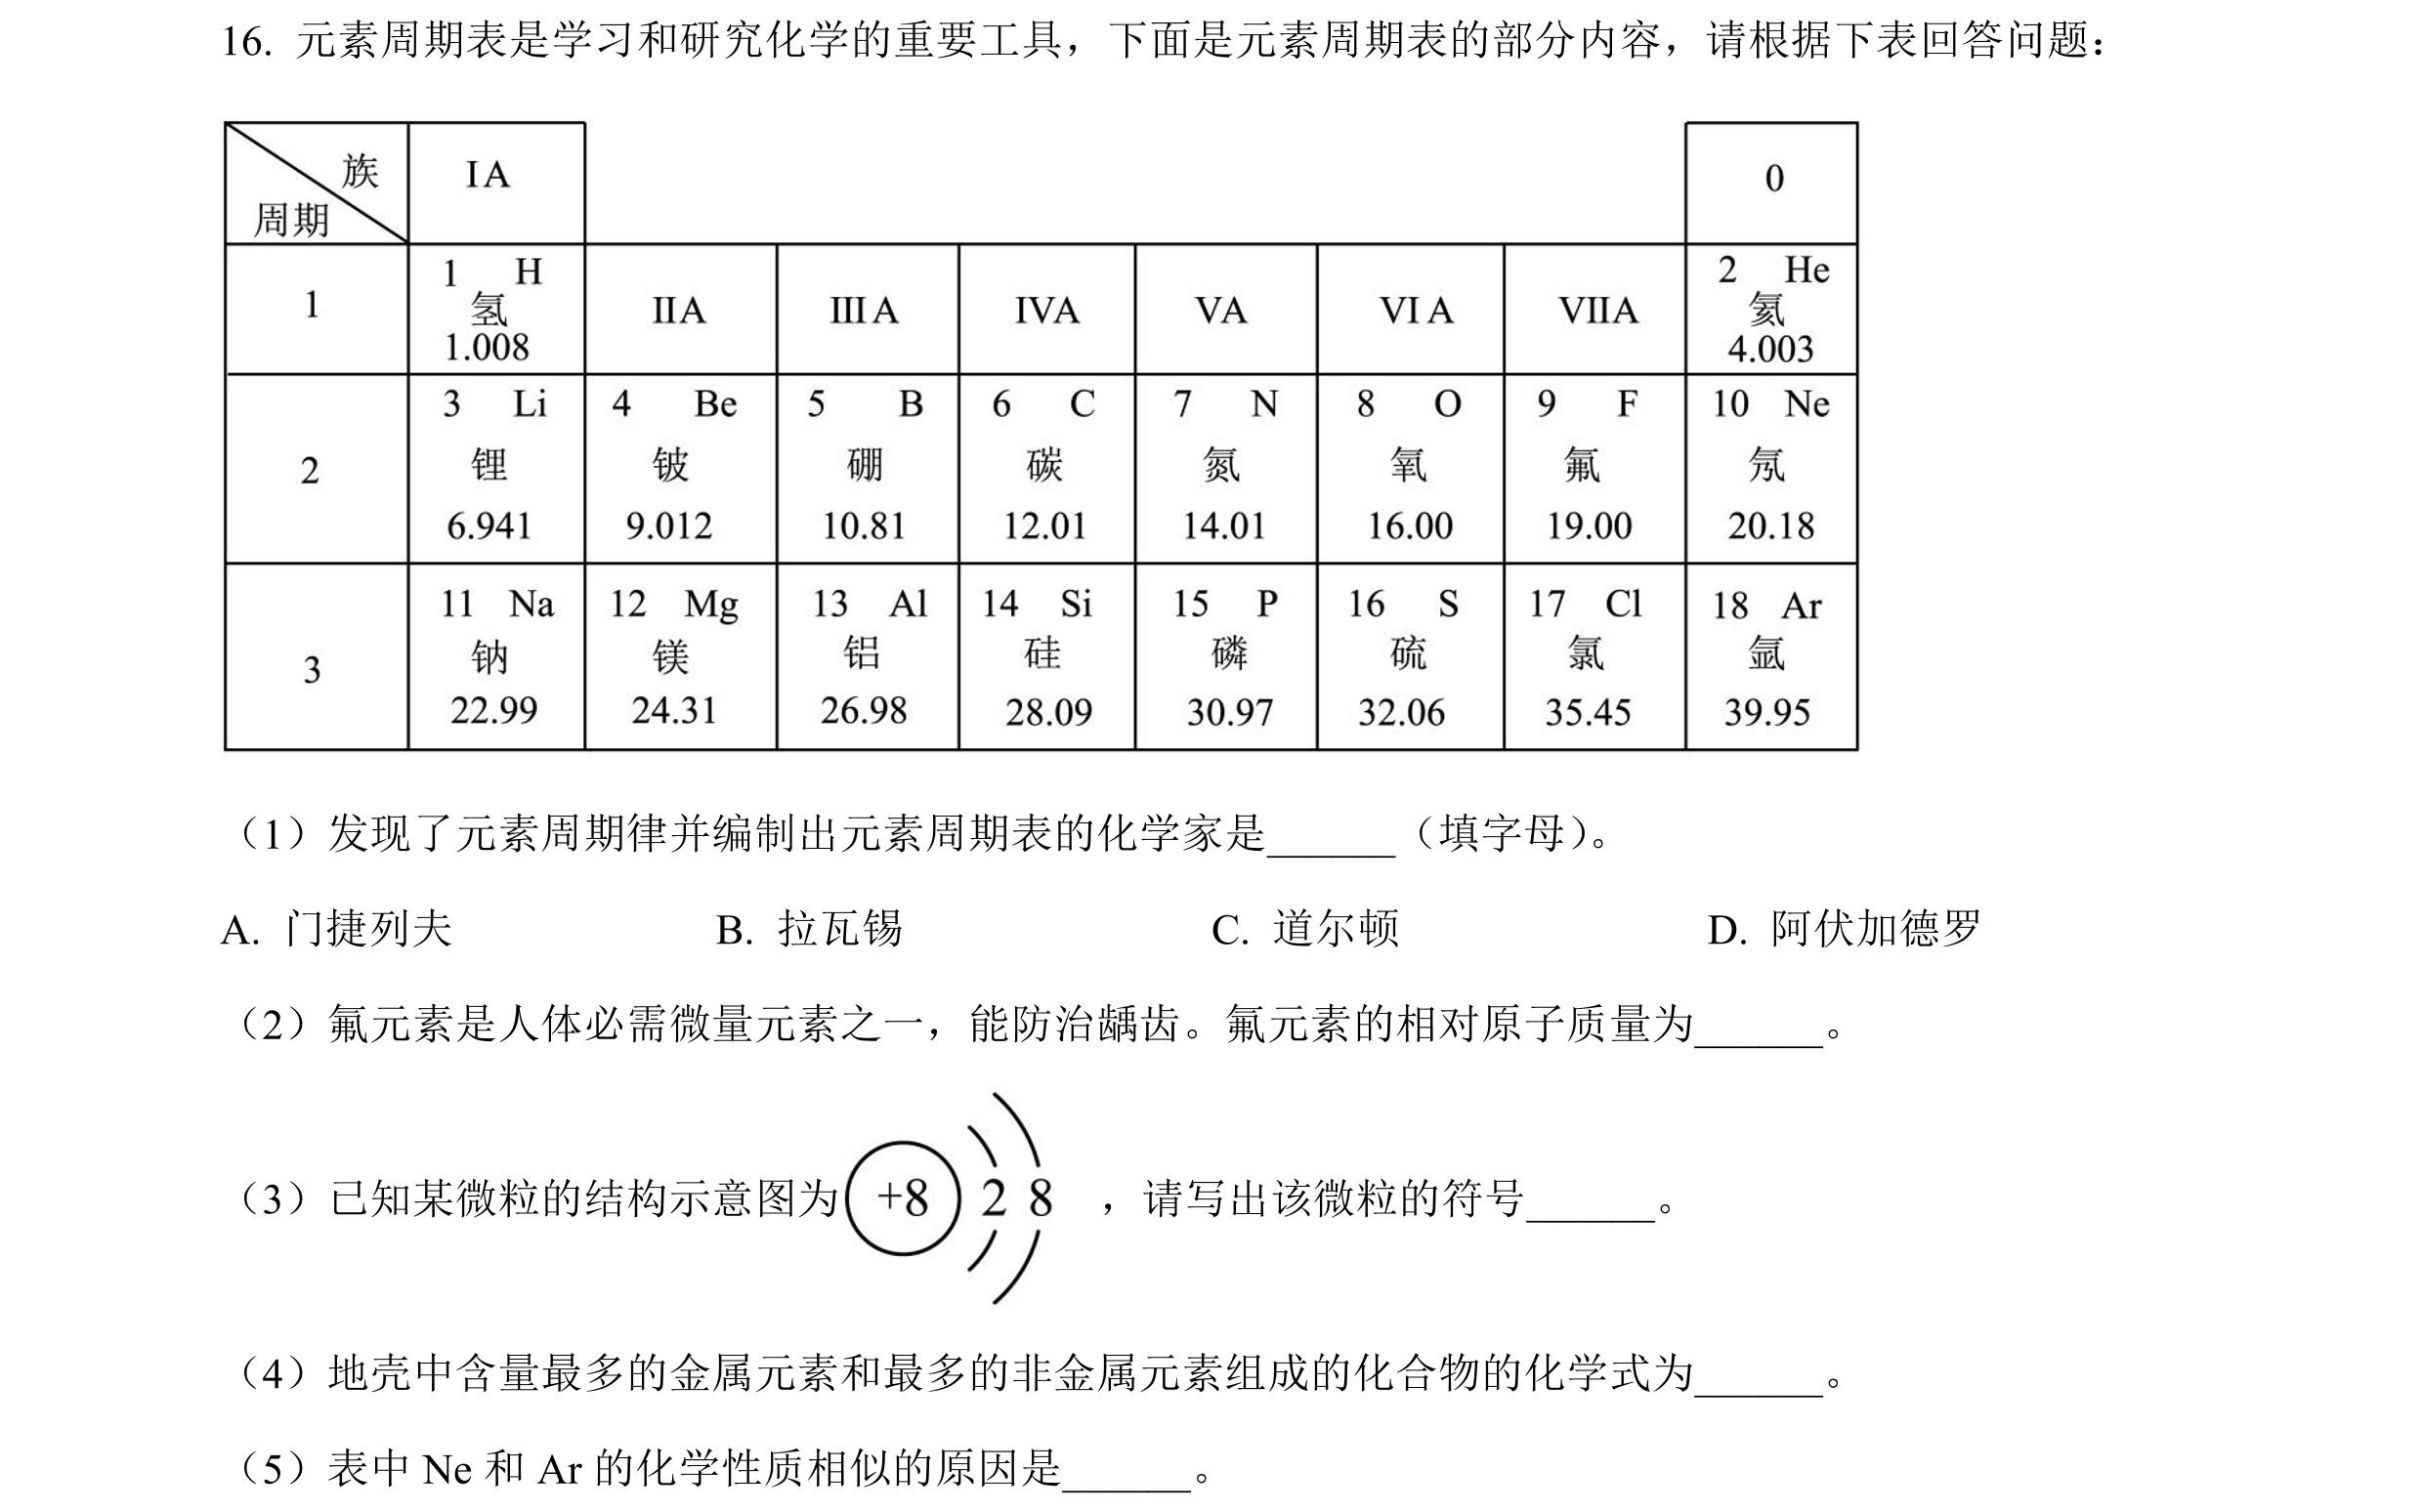 16. 元素周期表是学习和研究化学的重要工具，下面是元素周期表的部分内容，请根据下表回答问题：
族 IA 0
周期
1 1 H 氢 1.008 IIA IIIA IVA VA VIA VIIA 2 He 氦 4.003
2 3 Li 4 Be 5 B 6 C 7 N 8 O 9 F 10 Ne
锂 铍 硼 碳 氮 氧 氟 氖
6.941 9.012 10.81 12.01 14.01 16.00 19.00 20.18
3 11 Na 12 Mg 13 Al 14 Si 15 P 16 S 17 Cl 18 Ar
钠 镁 铝 硅 磷 硫 氯 氩
22.99 24.31 26.98 28.09 30.97 32.06 35.45 39.95
（1）发现了元素周期律并编制出元素周期表的化学家是______（填字母）。
A. 门捷列夫 B. 拉瓦锡 C. 道尔顿 D. 阿伏加德罗
（2）氟元素是人体必需微量元素之一，能防治龋齿。氟元素的相对原子质量为______。
（3）已知某微粒的结构示意图为 +8 2 8 ，请写出该微粒的符号______。
（4）地壳中含量最多的金属元素和最多的非金属元素组成的化合物的化学式为______。
（5）表中 Ne 和 Ar 的化学性质相似的原因是______。